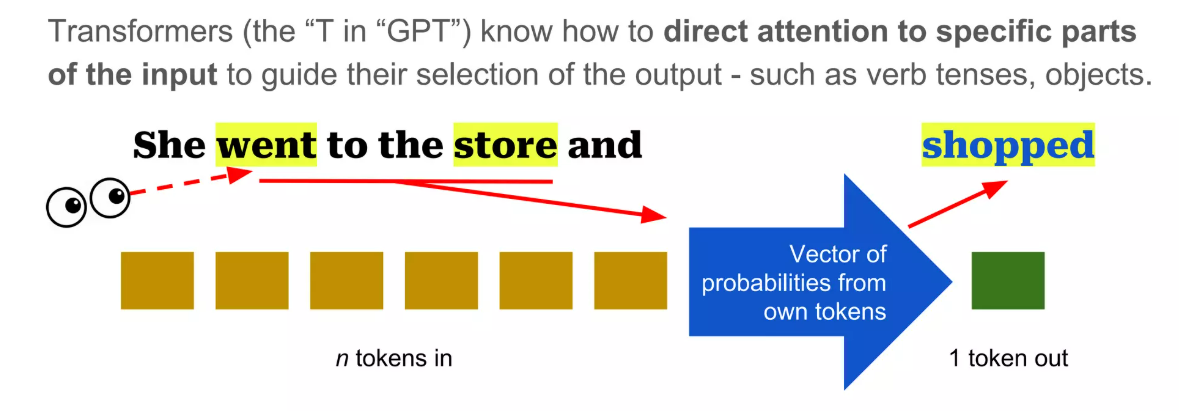 Transformers (the “T in “GPT”) know how to direct attention to specific parts
of the input to guide their selection of the output - such as verb tenses, objects.
She went to the store and
shopped
Vector of
probabilities from
own tokens
n tokens in
1 token out